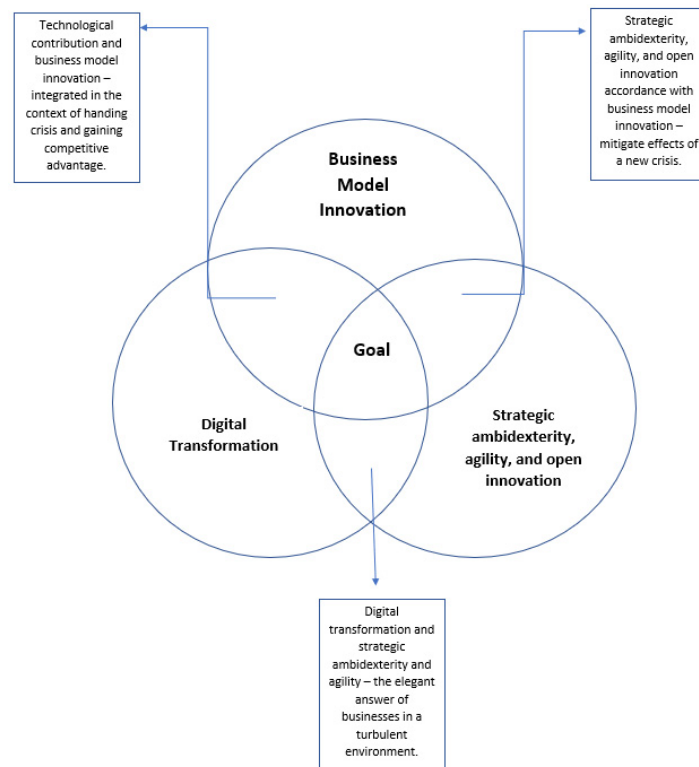 Technological
contribution and
business model
innovation –
integrated in the
context of handing
crisis and gaining
competitive
advantage.
Strategic
ambidexterity,
agility, and open
innovation
accordance with
business model
innovation –
mitigate effects of
a new crisis.
Business
Model
Innovation
Goal
Digital
Transformation
Strategic
ambidexterity,
agility, and open
innovation
Digital
transformation and
strategic
ambidexterity and
agility – the elegant
answer of
businesses in a
turbulent
environment.